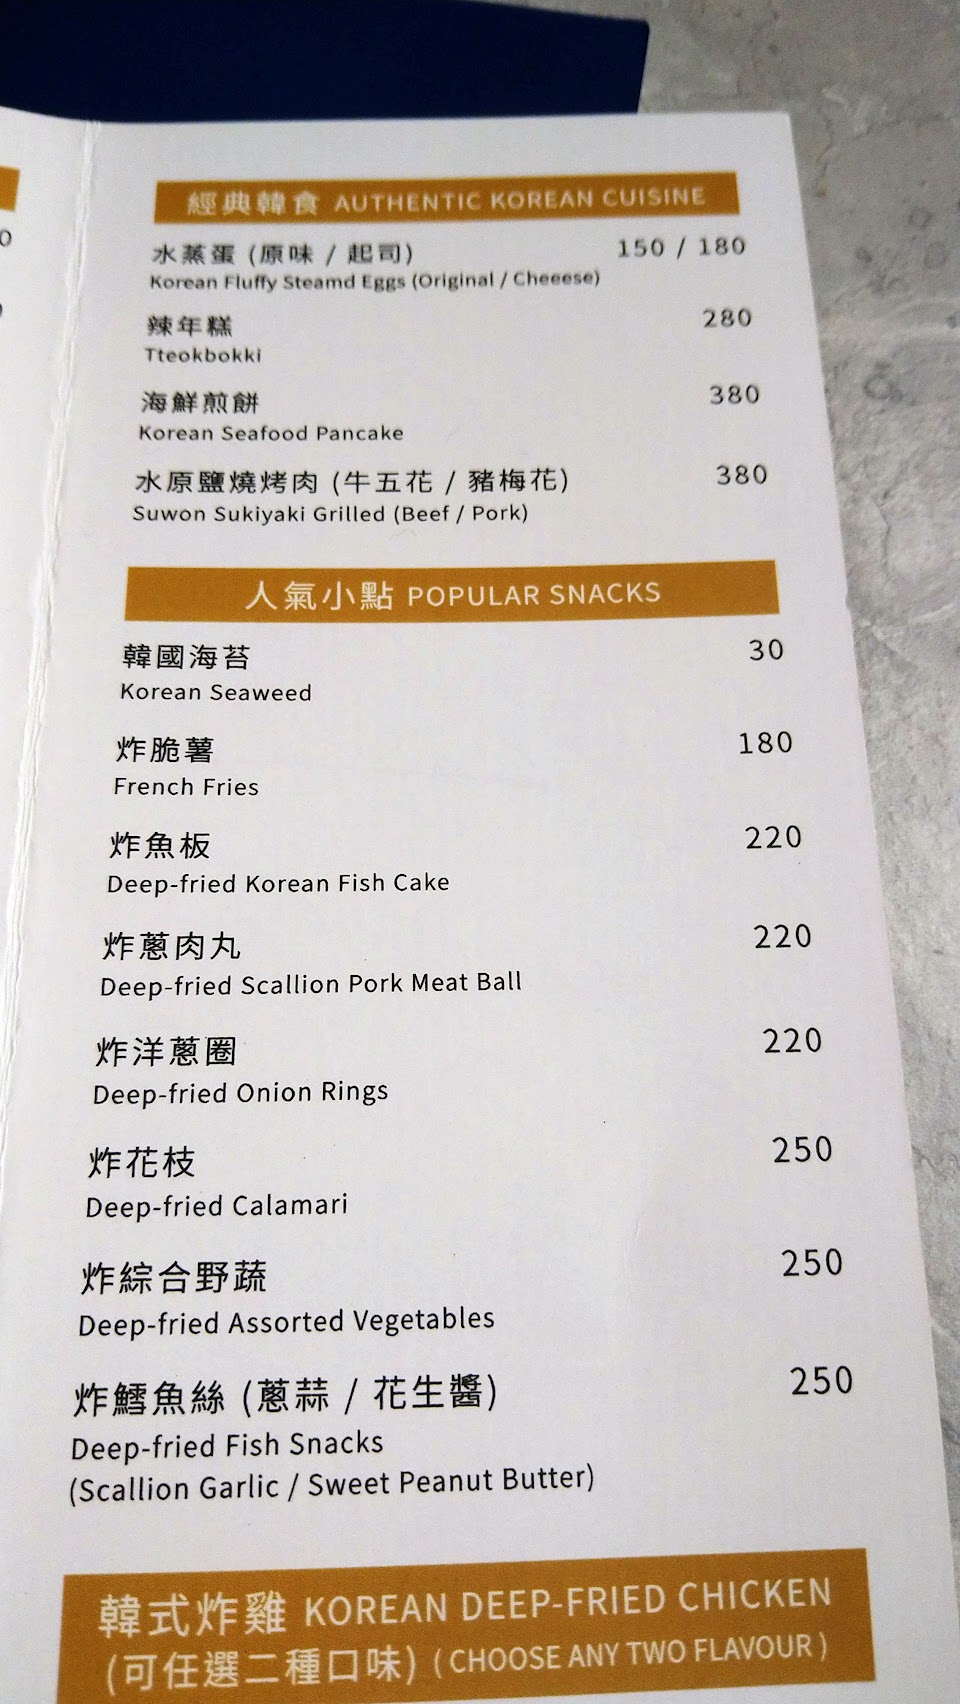 經典韓食 AUTHENTIC KOREAN CUISINE
水蒸蛋 (原味 / 起司) 150 / 180
Korean Fluffy Steamd Eggs (Original / Cheeese)
辣年糕 280
Tteokbokki
海鮮煎餅 380
Korean Seafood Pancake
水原鹽燒烤肉 (牛五花 / 豬梅花) 380
Suwon Sukiyaki Grilled (Beef / Pork)
人氣小點 POPULAR SNACKS
韓國海苔 30
Korean Seaweed
炸脆薯 180
French Fries
炸魚板 220
Deep-fried Korean Fish Cake
炸蔥肉丸 220
Deep-fried Scallion Pork Meat Ball
炸洋蔥圈 220
Deep-fried Onion Rings
炸花枝 250
Deep-fried Calamari
炸綜合野蔬 250
Deep-fried Assorted Vegetables
炸鱈魚絲 (蔥蒜 / 花生醬) 250
Deep-fried Fish Snacks
(Scallion Garlic / Sweet Peanut Butter)
韓式炸雞 KOREAN DEEP-FRIED CHICKEN
(可任選二種口味) (CHOOSE ANY TWO FLAVOUR)